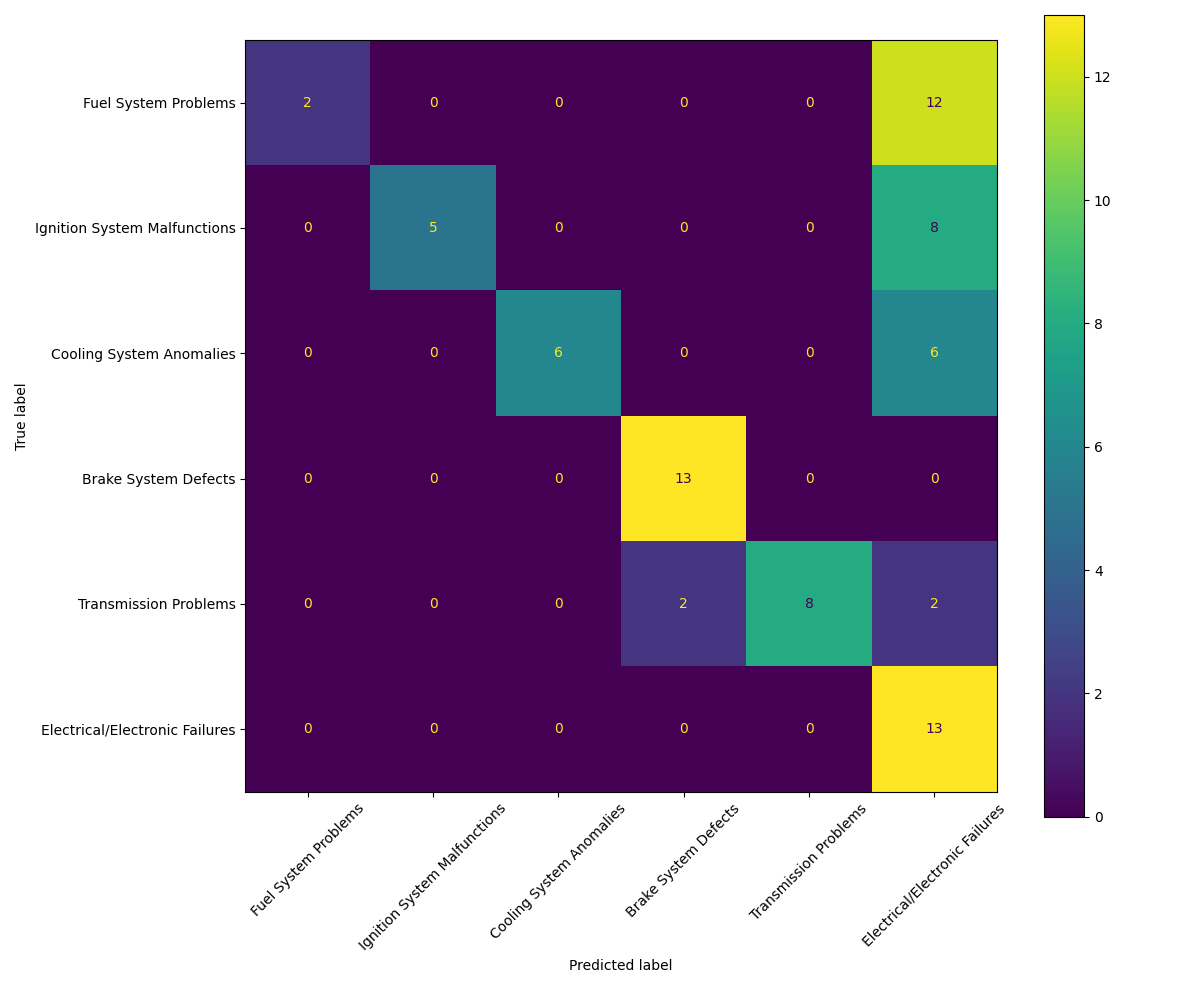 Fuel System Problems 2 0 0 0 0 12
Ignition System Malfunctions 0 5 0 0 0 8
Cooling System Anomalies 0 0 6 0 0 6
Brake System Defects 0 0 0 13 0 0
Transmission Problems 0 0 0 2 8 2
Electrical/Electronic Failures 0 0 0 0 0 13
True label
Fuel System Problems
Ignition System Malfunctions
Cooling System Anomalies
Brake System Defects
Transmission Problems
Electrical/Electronic Failures
Predicted label
12
10
8
6
4
2
0